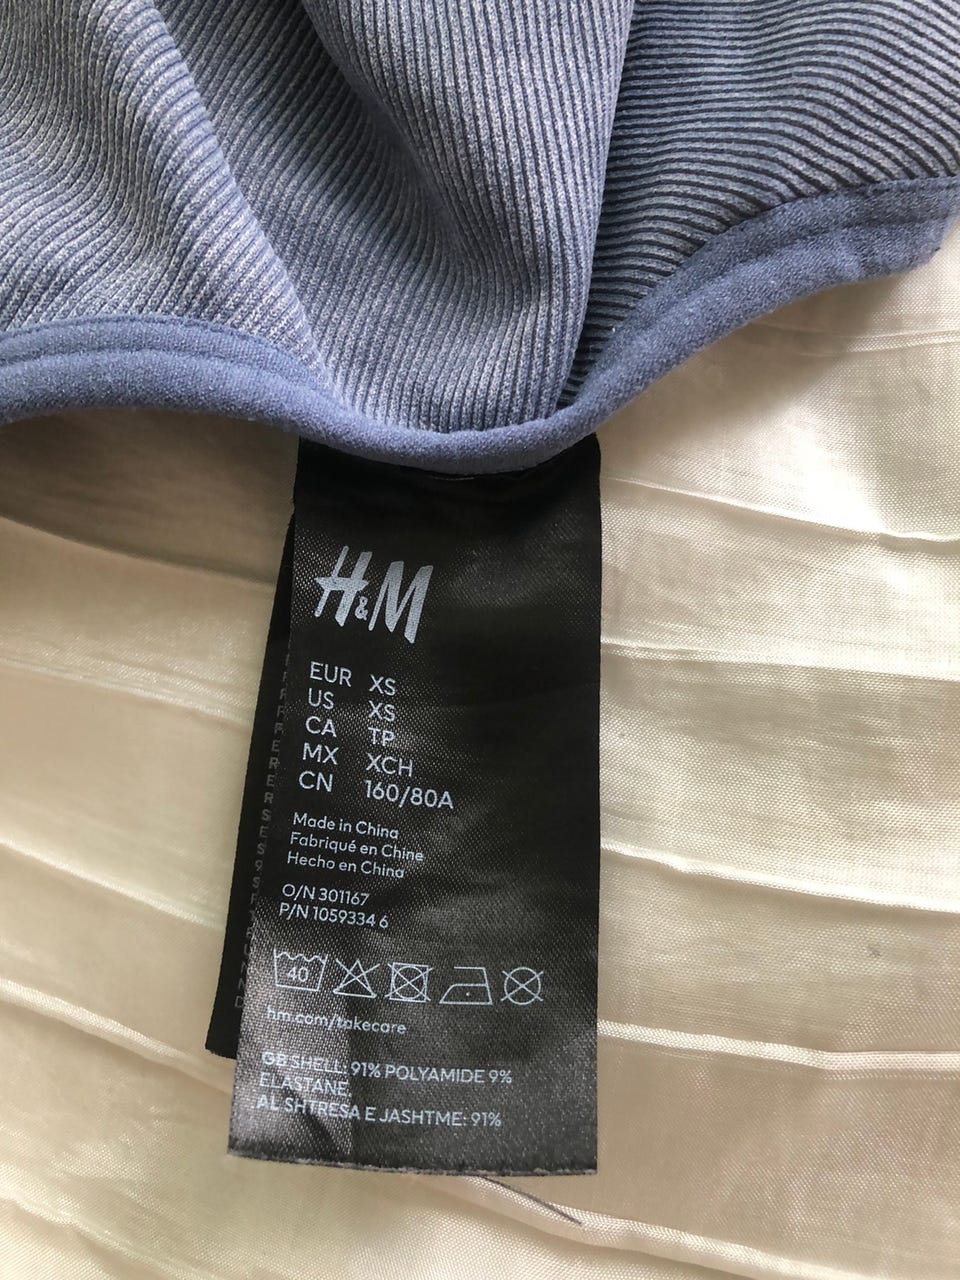 H&M
EUR XS
US XS
CA TP
MX XCH
CN 160/80A
Made in China
Fabriqué en Chine
Hecho en China
O/N 301167
P/N 1059334 6
40
hm.com/takecare
GB SHELL: 91% POLYAMIDE 9%
ELASTANE;
AL SHTRESA E JASHTME: 91%